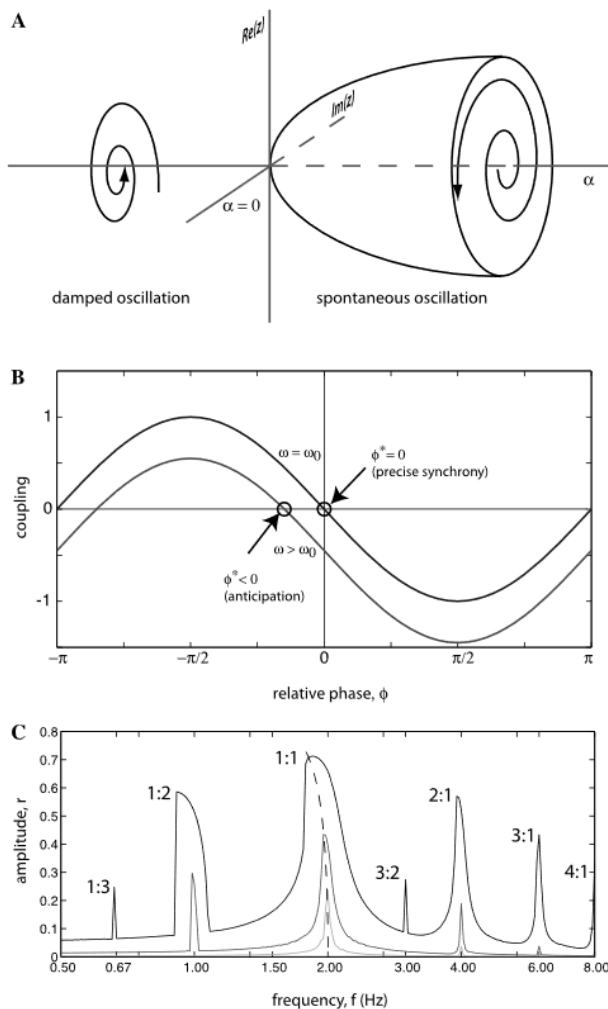 A
Re(z)
Im(z)
α = 0
α
damped oscillation
spontaneous oscillation
B
coupling
1
0
-1
ω = ω₀
ϕ* = 0
(precise synchrony)
ω > ω₀
ϕ* < 0
(anticipation)
−π
−π/2
0
π/2
π
relative phase, ϕ
C
amplitude, r
0.8
0.7
0.6
0.5
0.4
0.3
0.2
0.1
0
1:3
1:2
1:1
3:2
2:1
3:1
4:1
0.50
0.67
1.00
1.50
2.00
3.00
4.00
6.00
8.00
frequency, f (Hz)